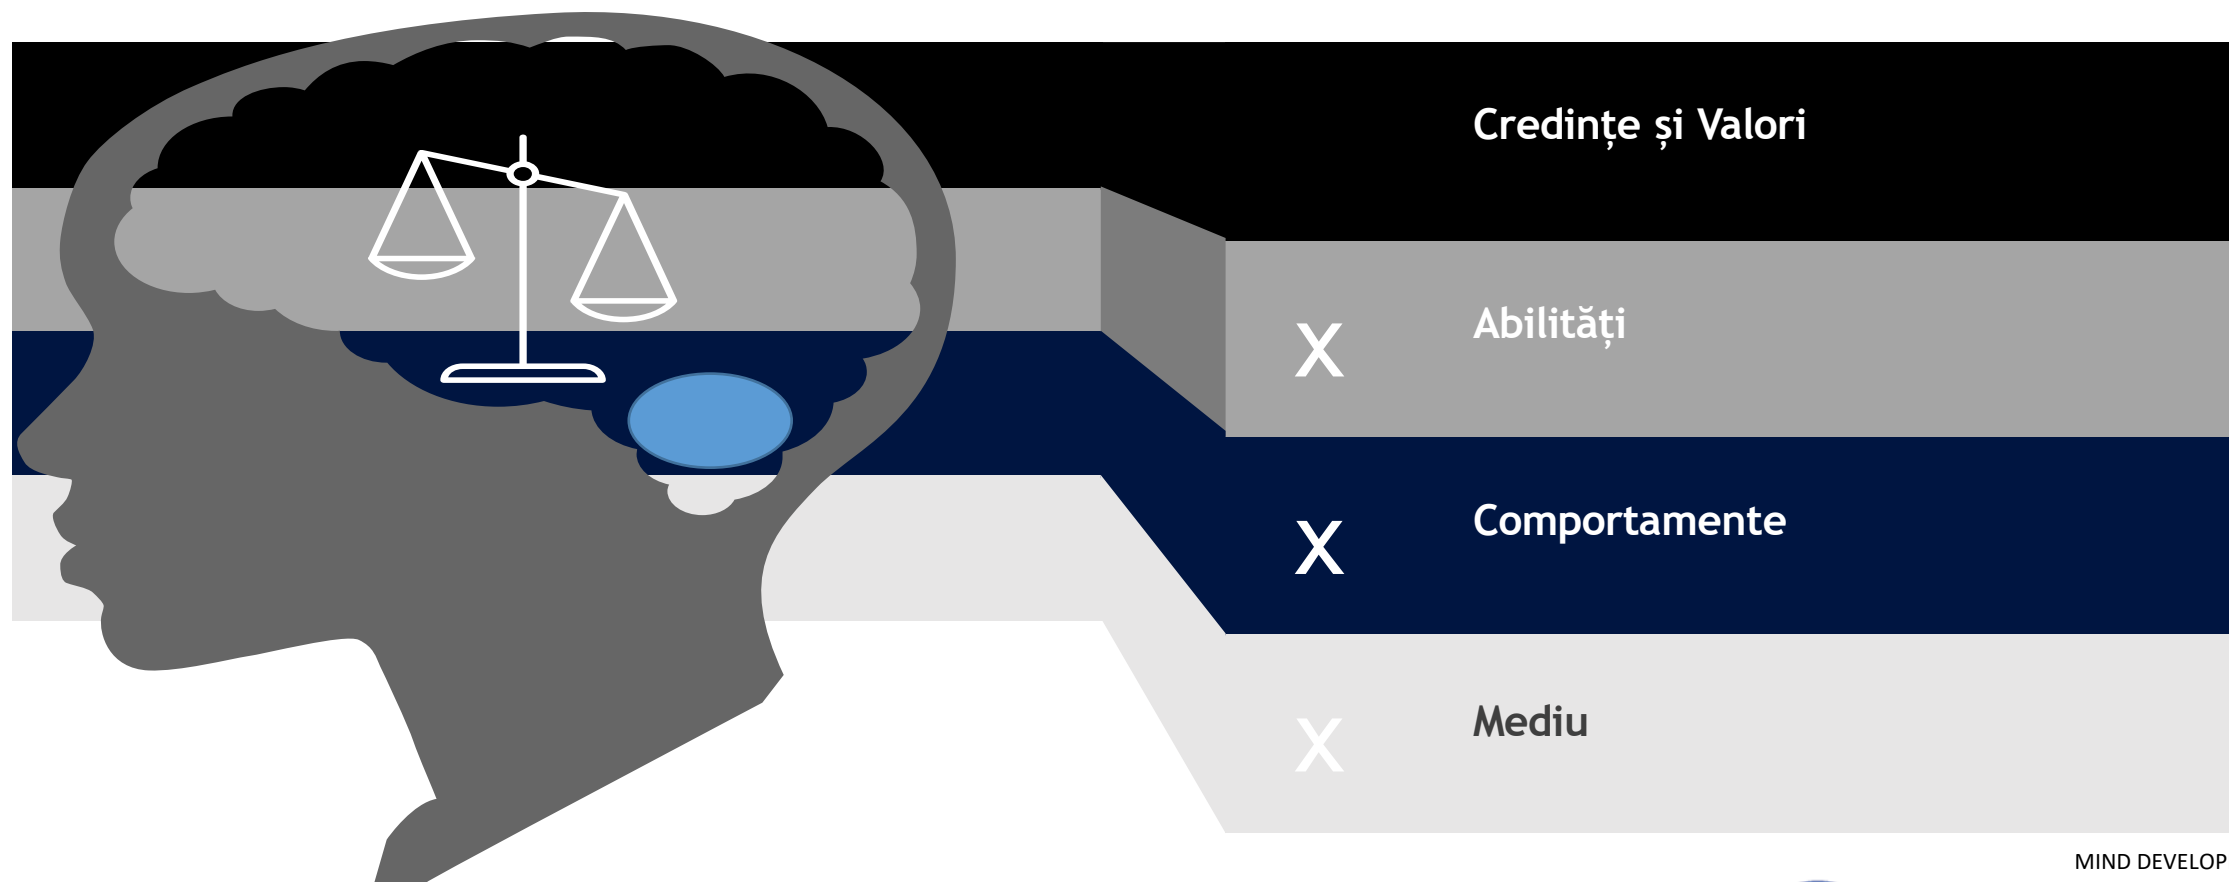 Credințe și Valori
X
Abilități
X
Comportamente
X
Mediu
MIND DEVELOP